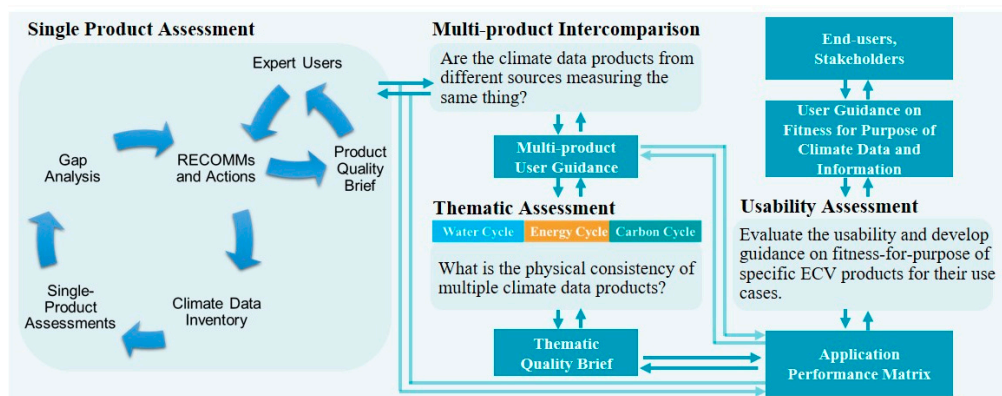 Single Product Assessment
Expert Users
Gap
Analysis
RECOMMs
and Actions
Product
Quality
Brief
Single-
Product
Assessments
Climate Data
Inventory
Multi-product Intercomparison
Are the climate data products from
different sources measuring the
same thing?
Multi-product
User Guidance
Thematic Assessment
Water Cycle
Energy Cycle
Carbon Cycle
What is the physical consistency of
multiple climate data products?
Thematic
Quality Brief
End-users,
Stakeholders
User Guidance on
Fitness for Purpose of
Climate Data and
Information
Usability Assessment
Evaluate the usability and develop
guidance on fitness-for-purpose of
specific ECV products for their use
cases.
Application
Performance Matrix